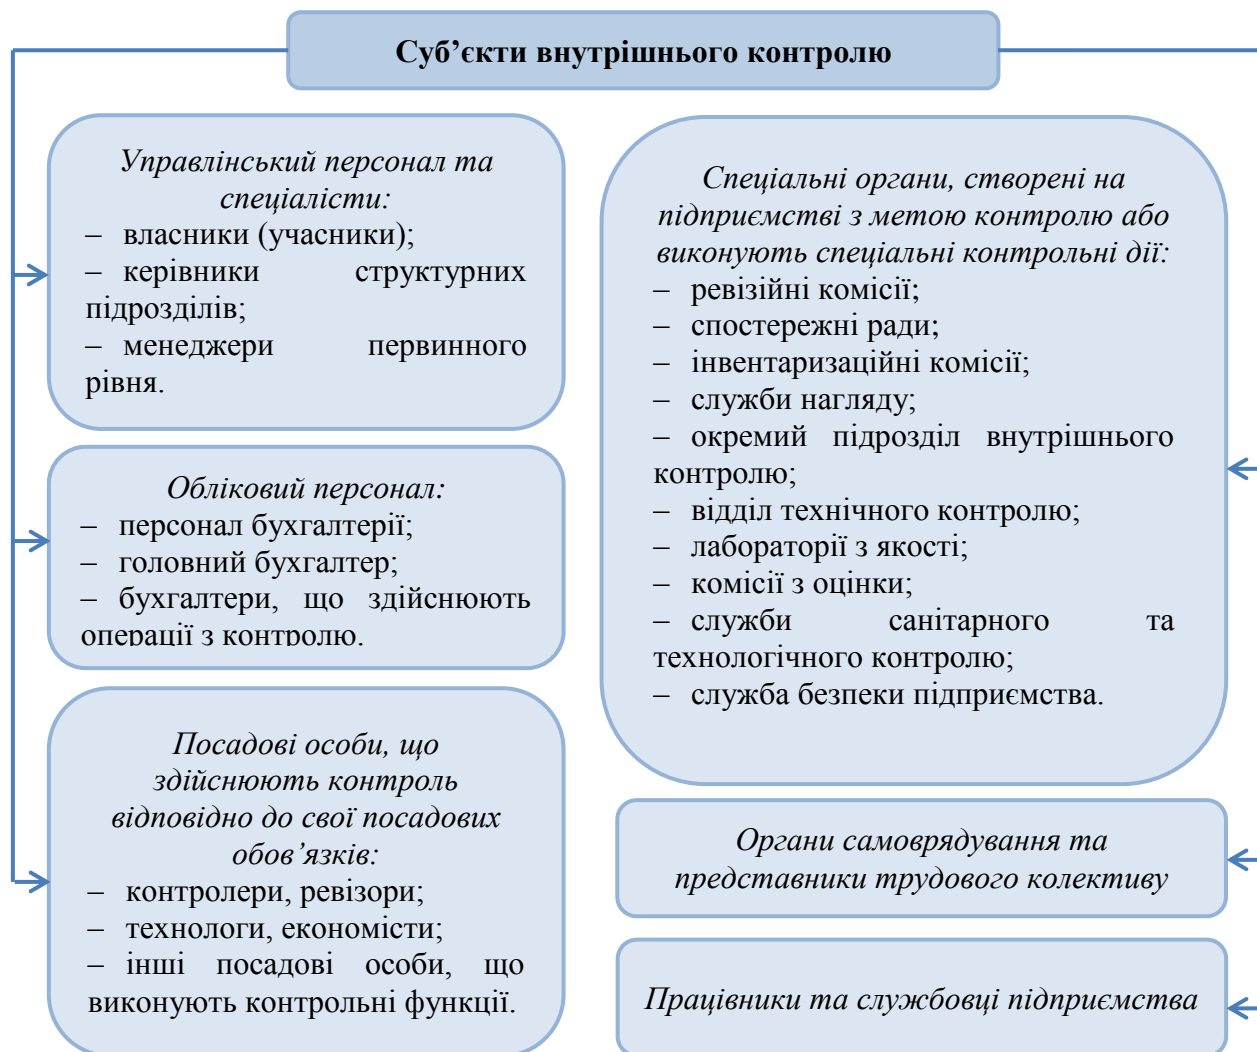 Суб’єкти внутрішнього контролю
Управлінський персонал та
спеціалісти:
– власники (учасники);
– керівники структурних
підрозділів;
– менеджери первинного
рівня.
Обліковий персонал:
– персонал бухгалтерії;
– головний бухгалтер;
– бухгалтери, що здійснюють
операції з контролю.
Посадові особи, що
здійснюють контроль
відповідно до свої посадових
обов’язків:
– контролери, ревізори;
– технологи, економісти;
– інші посадові особи, що
виконують контрольні функції.
Спеціальні органи, створені на
підприємстві з метою контролю або
виконують спеціальні контрольні дії:
– ревізійні комісії;
– спостережні ради;
– інвентаризаційні комісії;
– служби нагляду;
– окремий підрозділ внутрішнього
контролю;
– відділ технічного контролю;
– лабораторії з якості;
– комісії з оцінки;
– служби санітарного та
технологічного контролю;
– служба безпеки підприємства.
Органи самоврядування та
представники трудового колективу
Працівники та службовці підприємства